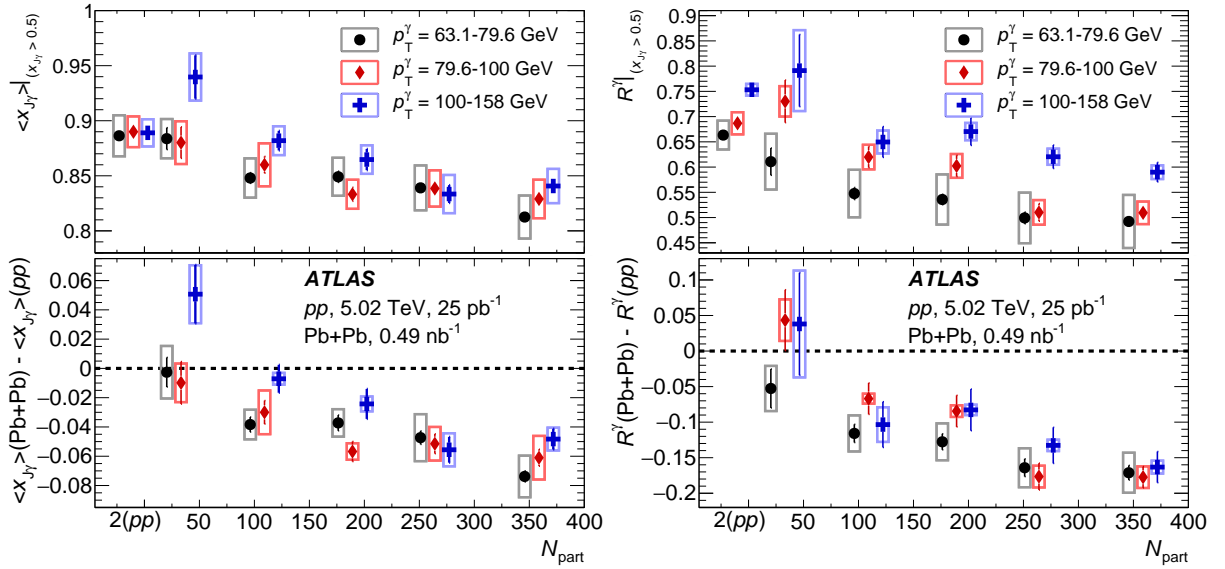 <x_Jγ>|_(x_Jγ > 0.5)
0.95
0.9
0.85
0.8
p_T^γ = 63.1-79.6 GeV
p_T^γ = 79.6-100 GeV
p_T^γ = 100-158 GeV
<x_Jγ>(Pb+Pb) - <x_Jγ>(pp)
0.06
0.04
0.02
0
−0.02
−0.04
−0.06
−0.08
ATLAS
pp, 5.02 TeV, 25 pb⁻¹
Pb+Pb, 0.49 nb⁻¹
2(pp) 50 100 150 200 250 300 350 400
N_part
R^γ|_(x_Jγ > 0.5)
0.9
0.85
0.8
0.75
0.7
0.65
0.6
0.55
0.5
0.45
p_T^γ = 63.1-79.6 GeV
p_T^γ = 79.6-100 GeV
p_T^γ = 100-158 GeV
R^γ(Pb+Pb) - R^γ(pp)
0.1
0.05
0
−0.05
−0.1
−0.15
−0.2
ATLAS
pp, 5.02 TeV, 25 pb⁻¹
Pb+Pb, 0.49 nb⁻¹
2(pp) 50 100 150 200 250 300 350 400
N_part